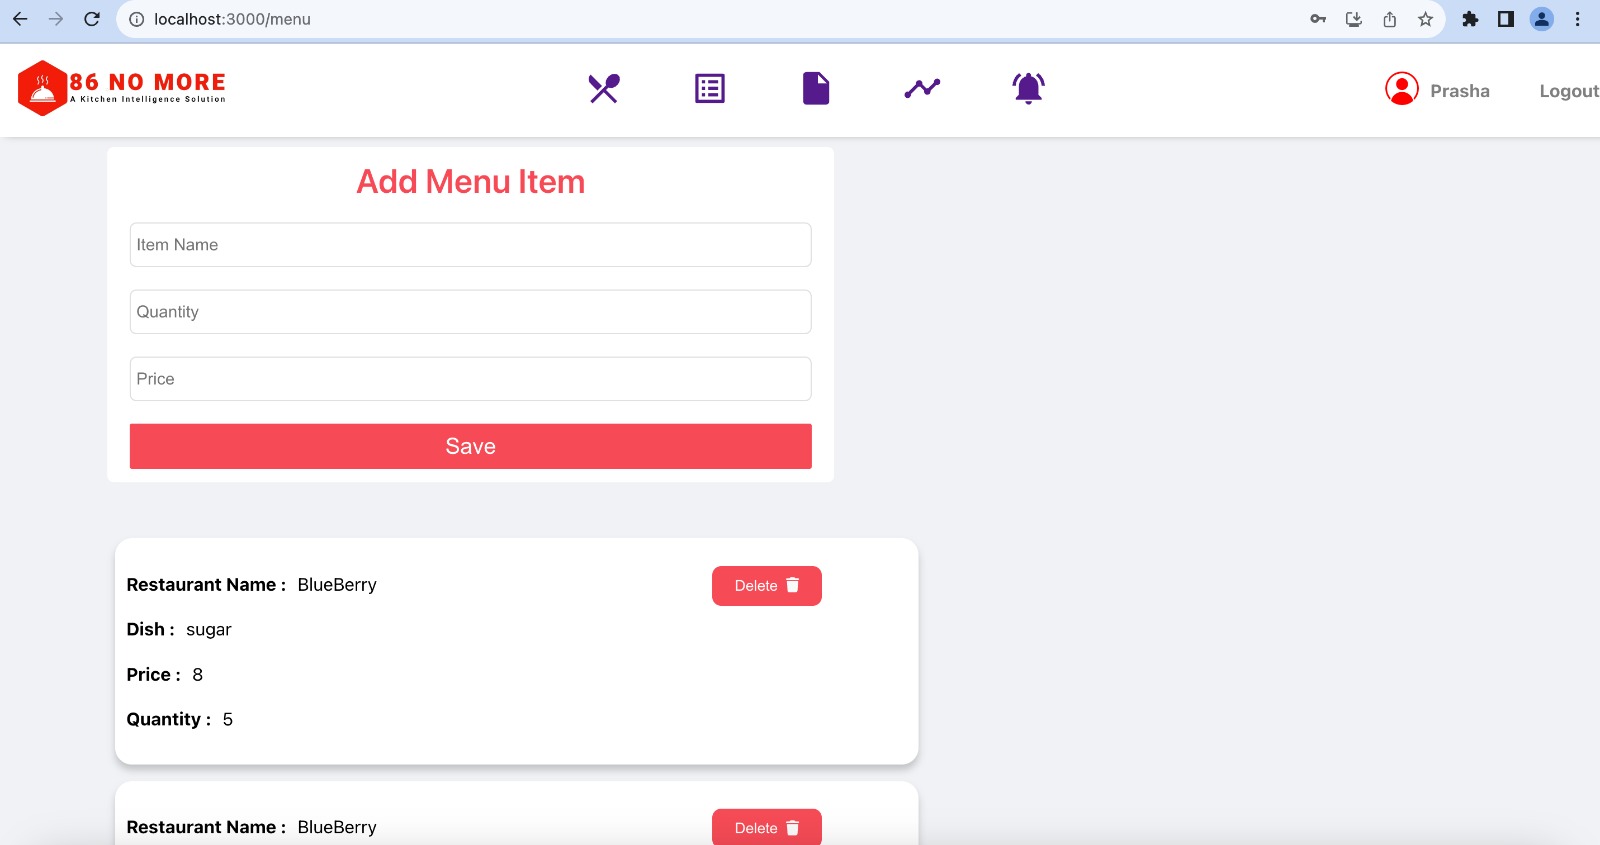 localhost:3000/menu
86 NO MORE
A Kitchen Intelligence Solution
Prasha
Logout
Add Menu Item
Item Name
Quantity
Price
Save
Restaurant Name : BlueBerry
Delete
Dish : sugar
Price : 8
Quantity : 5
Restaurant Name : BlueBerry
Delete